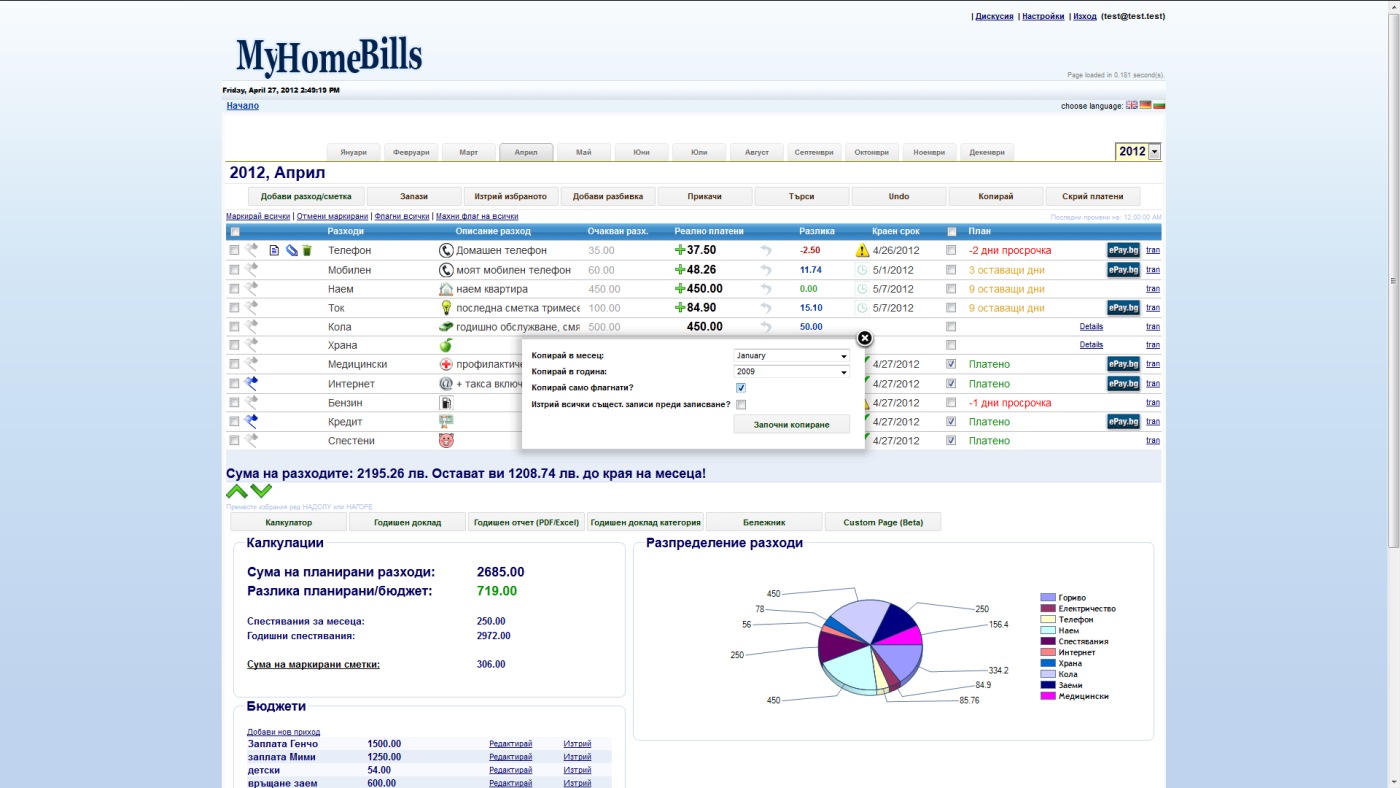 | Дискусия | Настройки | Изход (test@test.test)
MyHomeBills
Page loaded in 0.181 second(s).
Friday, April 27, 2012 2:49:19 PM
Начало choose language:
Януари Февруари Март Април Май Юни Юли Август Септември Октомври Ноември Декември 2012
2012, Април
Добави разход/сметка Запази Изтрий избраното Добави разбивка Прикачи Търси Undo Копирай Скрий платени
Маркирай всички | Отмени маркирани | Флагни всички | Махни флаг на всички Последни промени на: 12:00:00 AM
Разходи Описание разход Очакван разх. Реално платени Разлика Краен срок План
Телефон Домашен телефон 35.00 37.50 -2.50 4/26/2012 -2 дни просрочка ePay.bg tran
Мобилен моят мобилен телефон 60.00 48.26 11.74 5/1/2012 3 оставащи дни ePay.bg tran
Наем наем квартира 450.00 450.00 0.00 5/7/2012 9 оставащи дни tran
Ток последна сметка тримесе 100.00 84.90 15.10 5/7/2012 9 оставащи дни ePay.bg tran
Кола годишно обслужване, смя 500.00 450.00 50.00 Details tran
Храна Details tran
Медицински профилактиче 4/27/2012 Платено ePay.bg tran
Интернет + такса включ 4/27/2012 Платено ePay.bg tran
Бензин 4/27/2012 -1 дни просрочка tran
Кредит 4/27/2012 Платено ePay.bg tran
Спестени 4/27/2012 Платено tran
Копирай в месец: January
Копирай в година: 2009
Копирай само флагнати?
Изтрий всички същест. записи преди записване?
Започни копиране
Сума на разходите: 2195.26 лв. Остават ви 1208.74 лв. до края на месеца!
Премести избрания ред НАДОЛУ или НАГОРЕ
Калкулатор Годишен доклад Годишен отчет (PDF/Excel) Годишен доклад категория Бележник Custom Page (Beta)
Калкулации
Сума на планирани разходи: 2685.00
Разлика планирани/бюджет: 719.00
Спестявания за месеца: 250.00
Годишни спестявания: 2972.00
Сума на маркирани сметки: 306.00
Разпределение разходи
450
78
56
250
450
250
156.4
334.2
84.9
85.76
Гориво
Електричество
Телефон
Наем
Спестявания
Интернет
Храна
Кола
Заеми
Медицински
Бюджети
Добави нов приход
Заплата Генчо 1500.00 Редактирай Изтрий
заплата Мими 1250.00 Редактирай Изтрий
детски 54.00 Редактирай Изтрий
връщане заем 600.00 Редактирай Изтрий